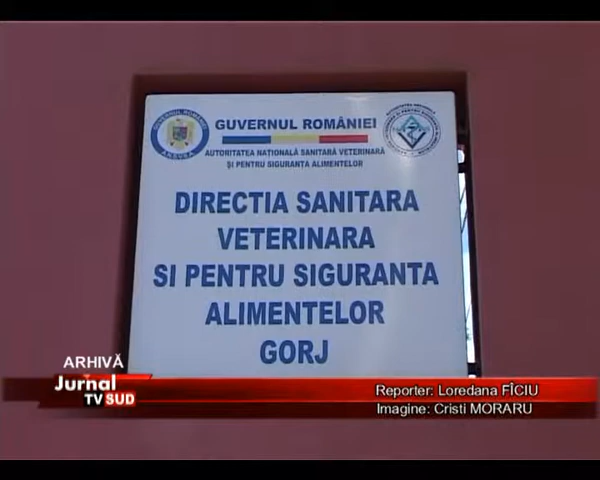 GUVERNUL ROMÂNIEI
AUTORITATEA NAȚIONALĂ SANITARĂ VETERINARĂ
ȘI PENTRU SIGURANȚA ALIMENTELOR
DIRECTIA SANITARA
VETERINARA
SI PENTRU SIGURANTA
ALIMENTELOR
GORJ
ARHIVĂ
Jurnal
TV SUD
Reporter: Loredana FÎCIU
Imagine: Cristi MORARU